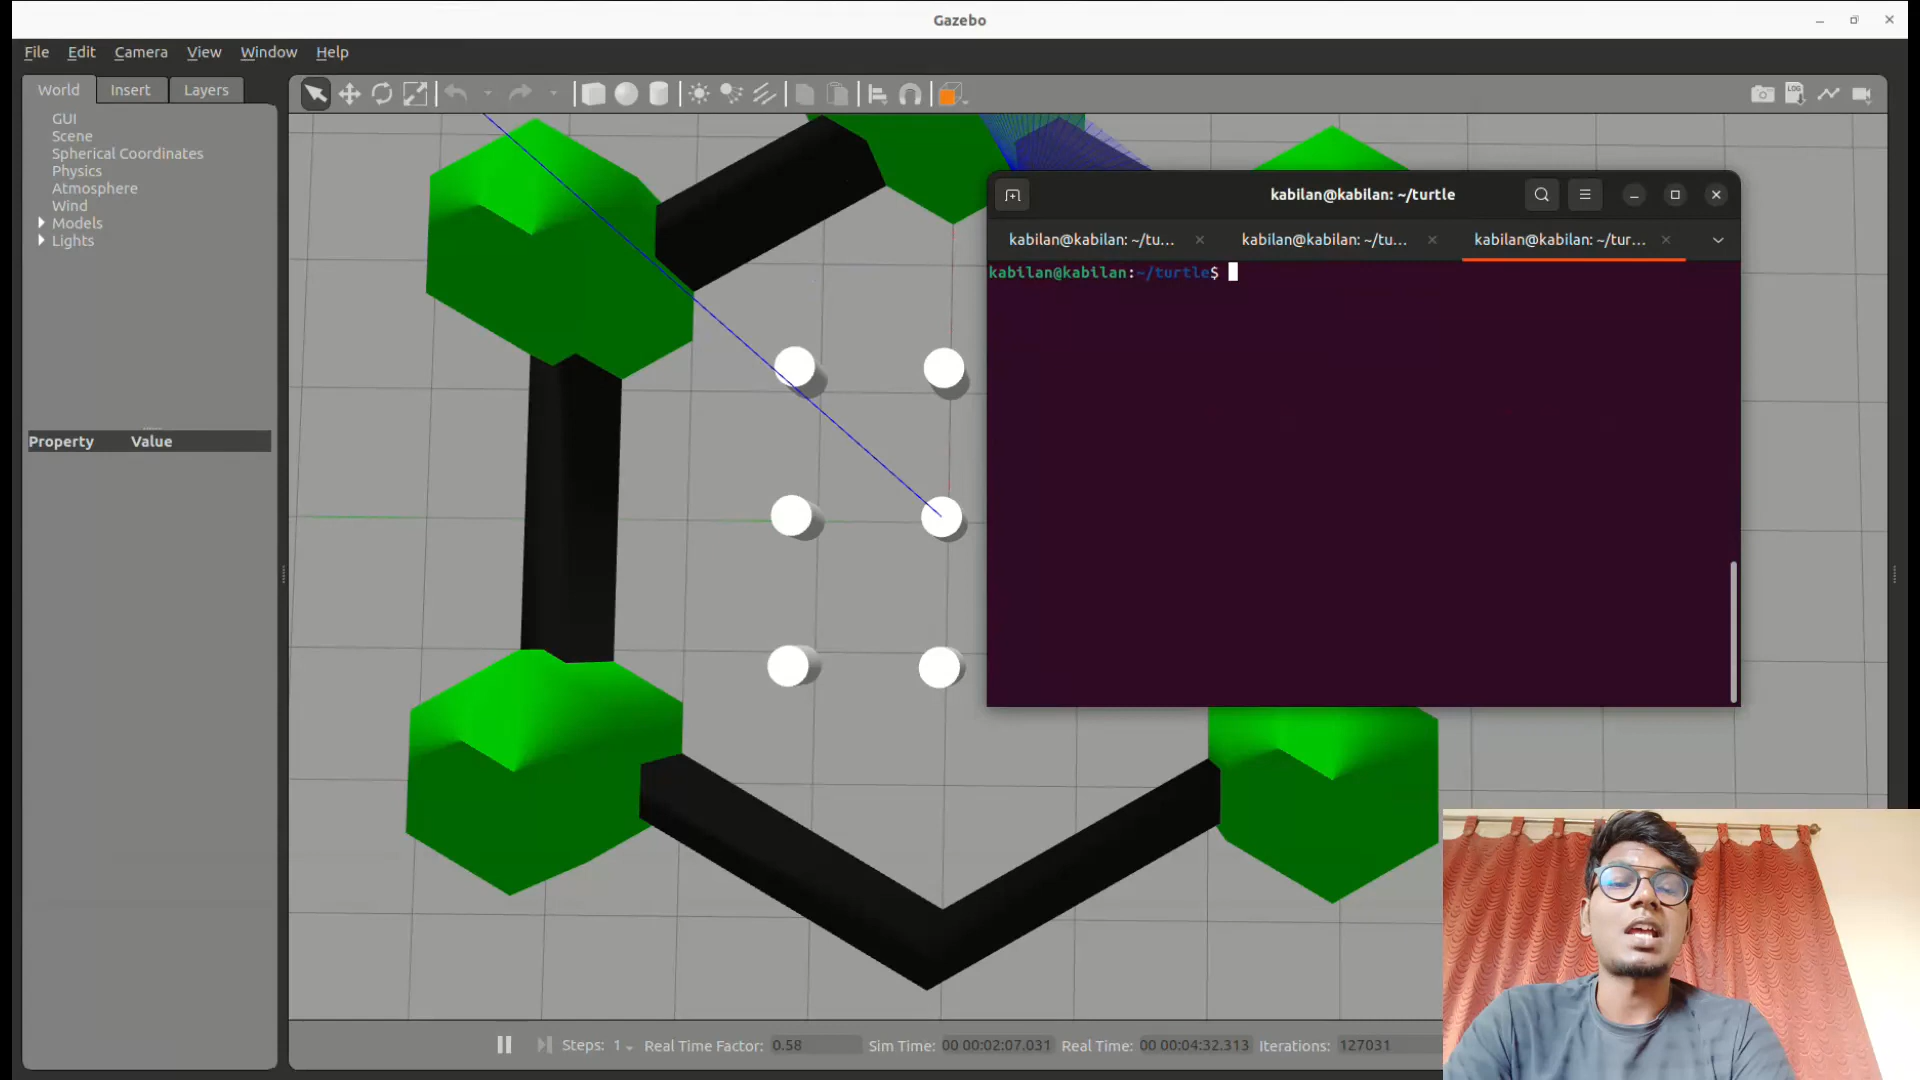 Gazebo
File Edit Camera View Window Help
World Insert Layers
GUI
Scene
Spherical Coordinates
Physics
Atmosphere
Wind
Models
Lights
Property Value
LOG
kabilan@kabilan: ~/turtle
kabilan@kabilan: ~/tu... kabilan@kabilan: ~/tu... kabilan@kabilan: ~/tur...
kabilan@kabilan:~/turtle$
Steps: 1 Real Time Factor: 0.58 Sim Time: 00 00:02:07.031 Real Time: 00 00:04:32.313 Iterations: 127031